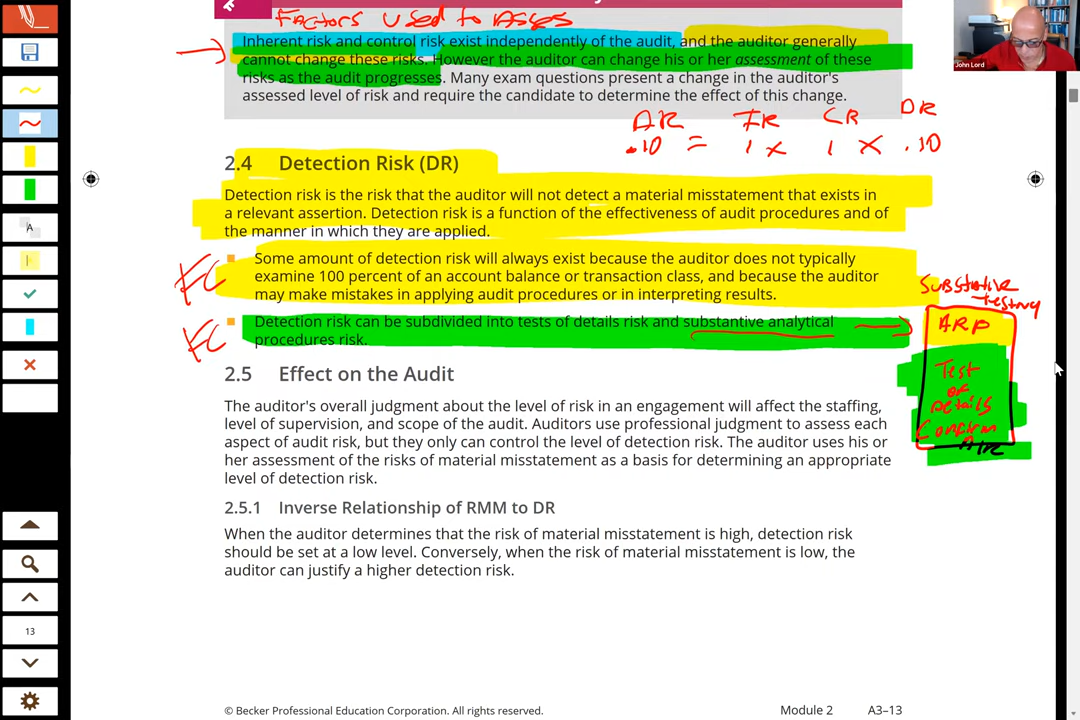 Factors used to Asses
Inherent risk and control risk exist independently of the audit, and the auditor generally
cannot change these risks. However the auditor can change his or her assessment of these
risks as the audit progresses. Many exam questions present a change in the auditor's
assessed level of risk and require the candidate to determine the effect of this change.
John Lord
AR IR CR DR
.10 = 1 x 1 x .10
2.4 Detection Risk (DR)
Detection risk is the risk that the auditor will not detect a material misstatement that exists in
a relevant assertion. Detection risk is a function of the effectiveness of audit procedures and of
the manner in which they are applied.
Some amount of detection risk will always exist because the auditor does not typically
examine 100 percent of an account balance or transaction class, and because the auditor
may make mistakes in applying audit procedures or in interpreting results.
Detection risk can be subdivided into tests of details risk and substantive analytical
procedures risk.
Substantive
testing
ARP
Test
of
Details
Confirm
A/R
2.5 Effect on the Audit
The auditor's overall judgment about the level of risk in an engagement will affect the staffing,
level of supervision, and scope of the audit. Auditors use professional judgment to assess each
aspect of audit risk, but they only can control the level of detection risk. The auditor uses his or
her assessment of the risks of material misstatement as a basis for determining an appropriate
level of detection risk.
2.5.1 Inverse Relationship of RMM to DR
When the auditor determines that the risk of material misstatement is high, detection risk
should be set at a low level. Conversely, when the risk of material misstatement is low, the
auditor can justify a higher detection risk.
A
13
© Becker Professional Education Corporation. All rights reserved.
Module 2 A3–13